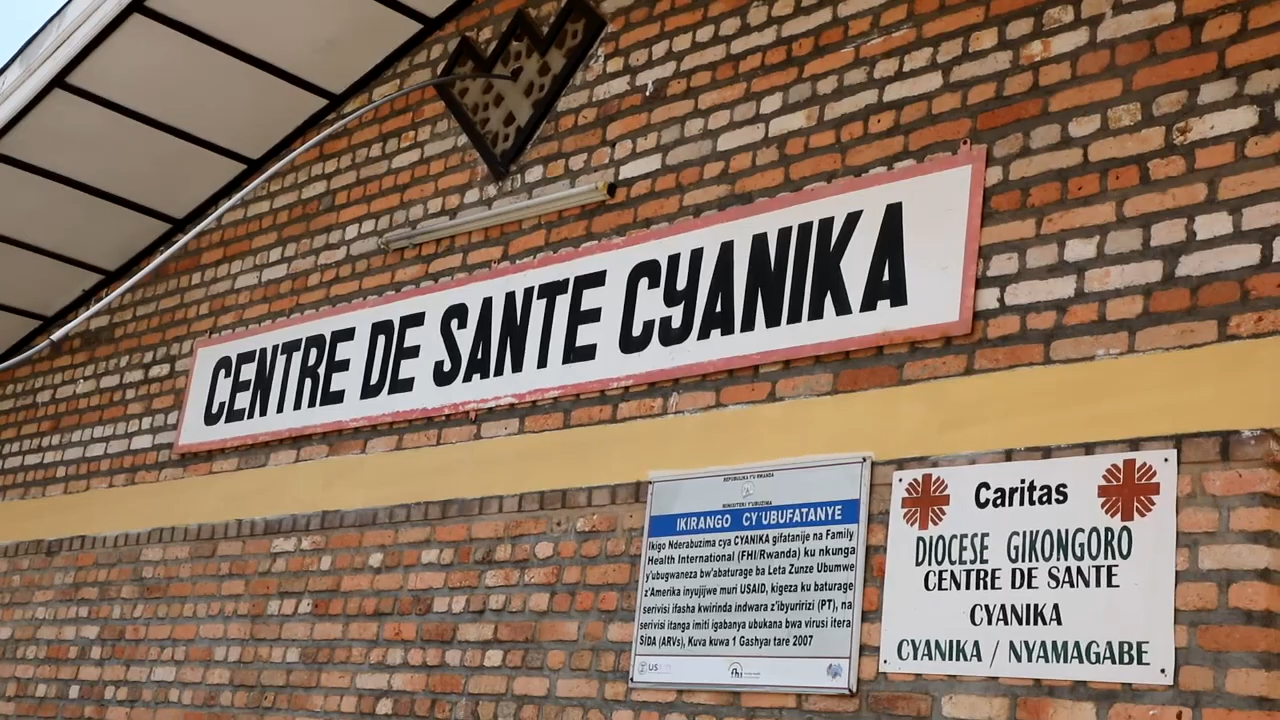 CENTRE DE SANTE CYANIKA
REPUBULIKA Y'U RWANDA
MINISITERI Y'UBUZIMA
IKIRANGO CY'UBUFATANYE
Ikigo Nderabuzima cya CYANIKA gifatanije na Family
Health International (FHI/Rwanda) ku nkunga
y'ubugwaneza bw'abaturage ba Leta Zunze Ubumwe
z'Amerika inyujijwe muri USAID, kigeza ku baturage
serivisi ifasha kwirinda indwara z'ibyuririzi (PT), na
serivisi itanga imiti igabanya ubukana bwa virusi itera
SIDA (ARVs), Kuva kuwa 1 Gashyantare 2007
USAID
fhi
Caritas
DIOCESE GIKONGORO
CENTRE DE SANTE
CYANIKA
CYANIKA / NYAMAGABE